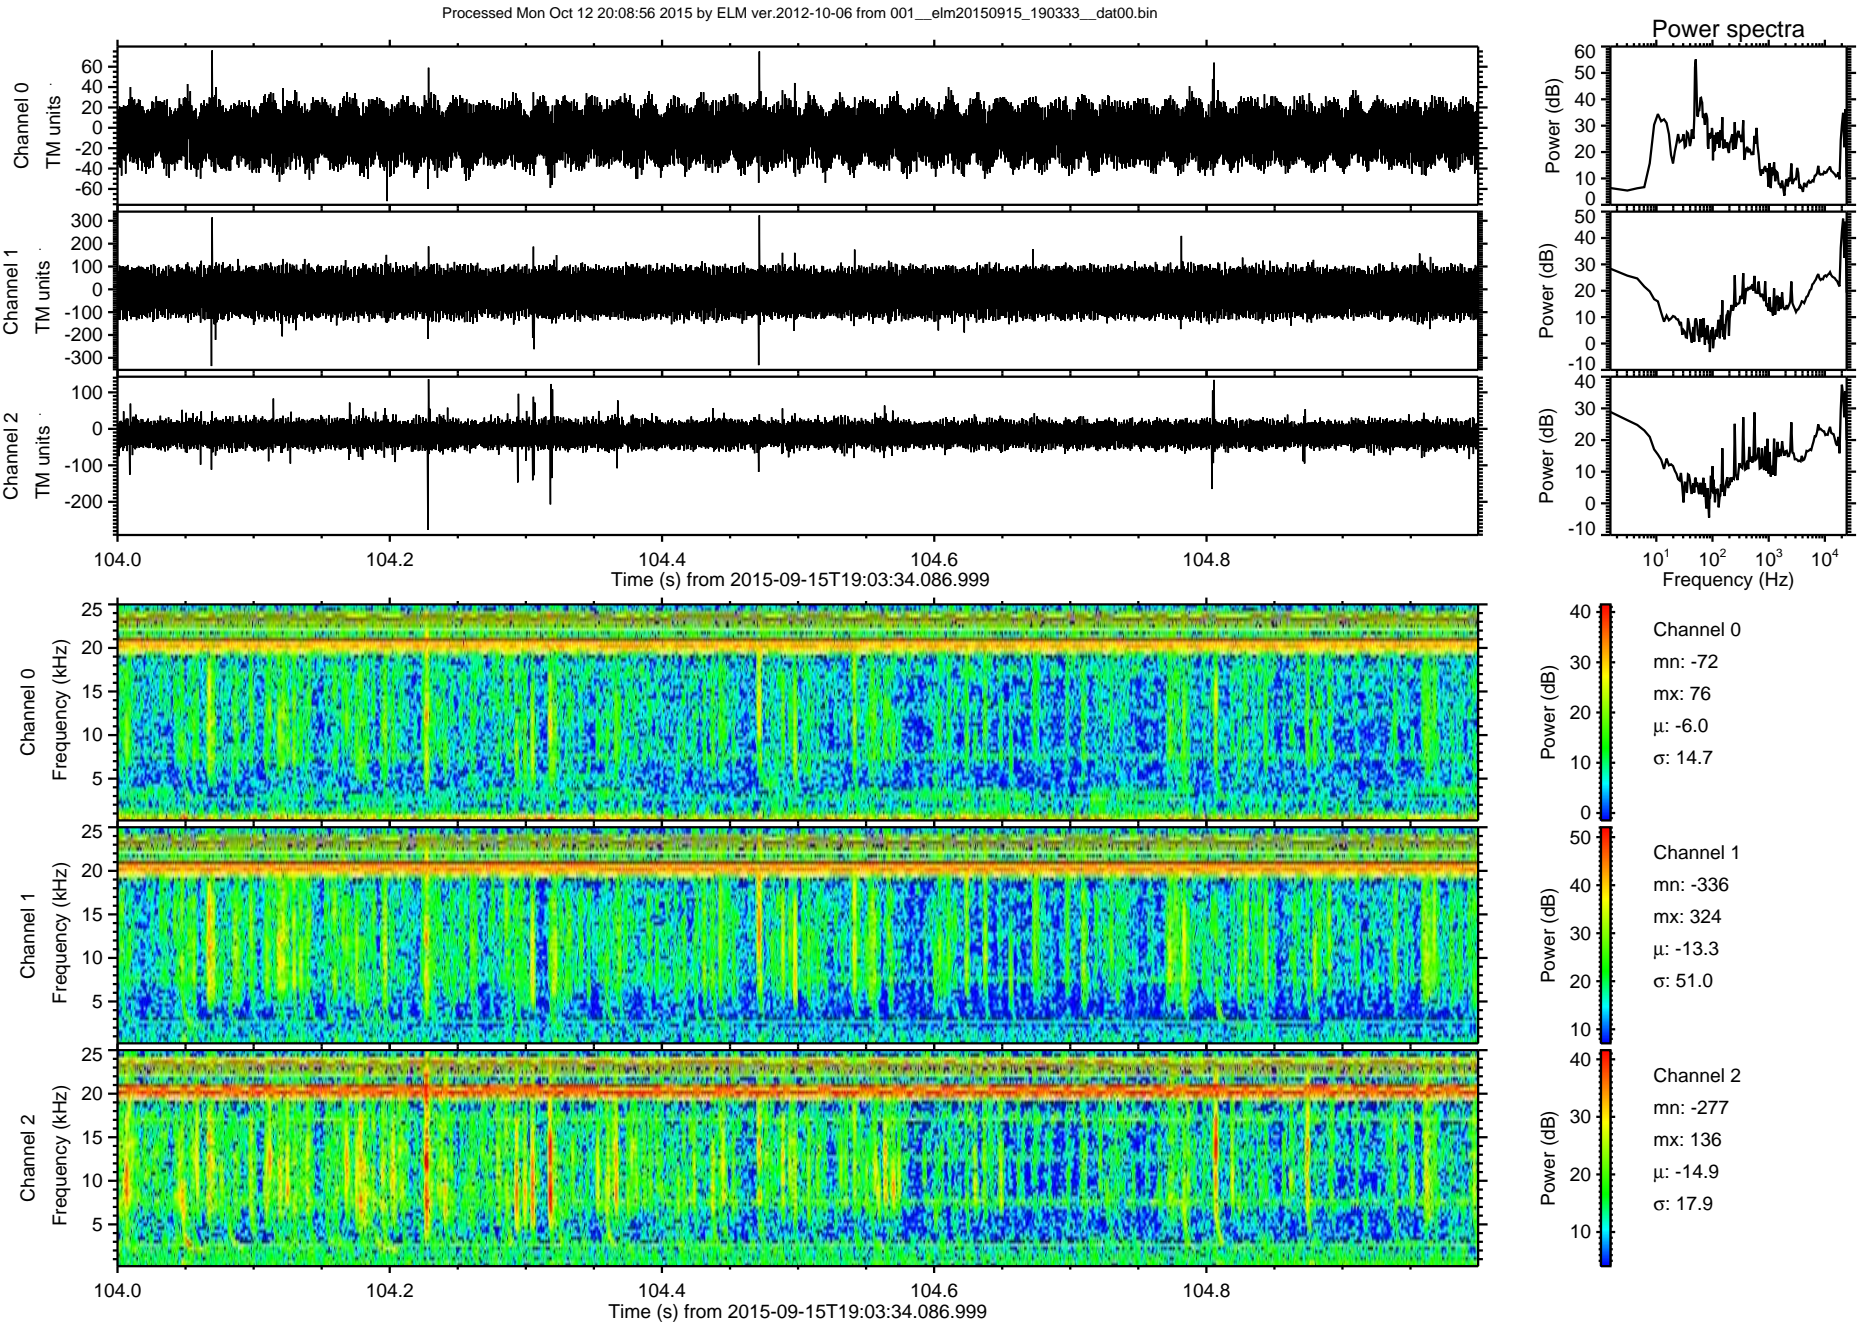 Processed Mon Oct 12 20:08:56 2015 by ELM ver.2012-10-06 from 001__elm20150915_190333__dat00.bin
Power spectra
Channel 0
TM units
60
40
20
0
-20
-40
-60
Power (dB)
60
50
40
30
20
10
0
Channel 1
TM units
300
200
100
0
-100
-200
-300
Power (dB)
50
40
30
20
10
0
-10
Channel 2
TM units
100
0
-100
-200
Power (dB)
40
30
20
10
0
-10
104.0
104.2
104.4
104.6
104.8
Time (s) from 2015-09-15T19:03:34.086.999
10^1
10^2
10^3
10^4
Frequency (Hz)
Channel 0
Frequency (kHz)
25
20
15
10
5
Power (dB)
40
30
20
10
0
Channel 0
mn: -72
mx: 76
μ: -6.0
σ: 14.7
Channel 1
Frequency (kHz)
25
20
15
10
5
Power (dB)
50
40
30
20
10
Channel 1
mn: -336
mx: 324
μ: -13.3
σ: 51.0
Channel 2
Frequency (kHz)
25
20
15
10
5
Power (dB)
40
30
20
10
Channel 2
mn: -277
mx: 136
μ: -14.9
σ: 17.9
104.0
104.2
104.4
104.6
104.8
Time (s) from 2015-09-15T19:03:34.086.999